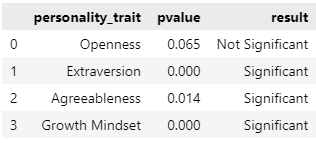 personality_trait pvalue result
0 Openness 0.065 Not Significant
1 Extraversion 0.000 Significant
2 Agreeableness 0.014 Significant
3 Growth Mindset 0.000 Significant